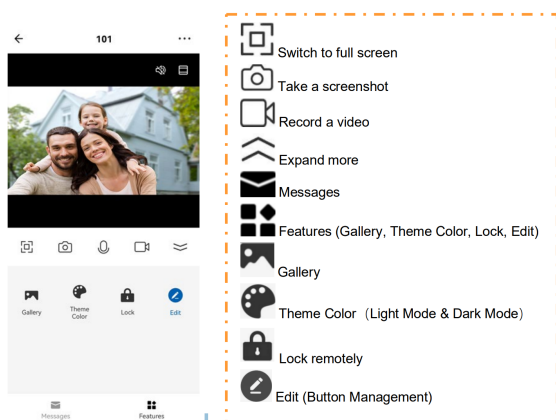 101
Gallery
Theme
Color
Lock
Edit
Messages
Features
Switch to full screen
Take a screenshot
Record a video
Expand more
Messages
Features (Gallery, Theme Color, Lock, Edit)
Gallery
Theme Color（Light Mode & Dark Mode）
Lock remotely
Edit (Button Management)